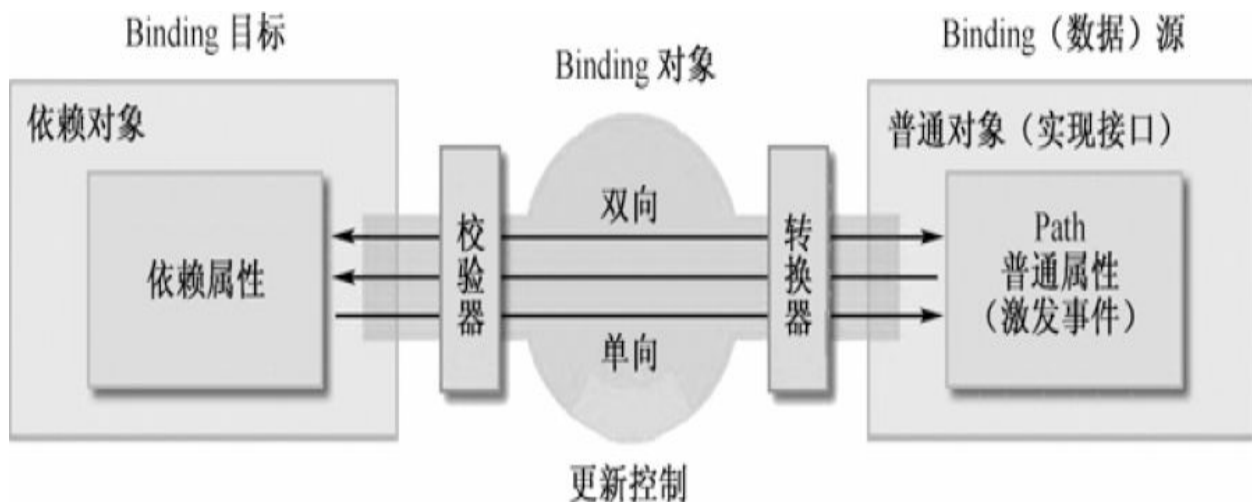 Binding 目标
Binding 对象
Binding（数据）源
依赖对象
依赖属性
校验器
双向
单向
转换器
普通对象（实现接口）
Path
普通属性
（激发事件）
更新控制